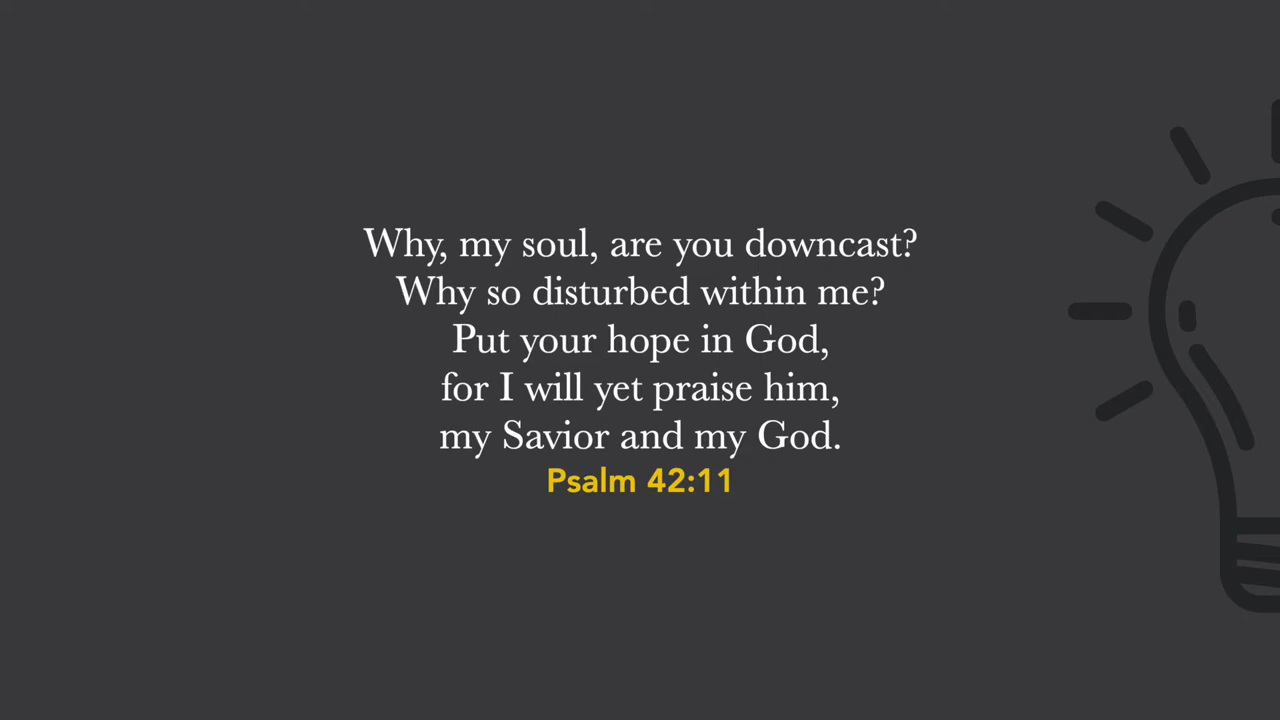 Why, my soul, are you downcast?
Why so disturbed within me?
Put your hope in God,
for I will yet praise him,
my Savior and my God.
Psalm 42:11